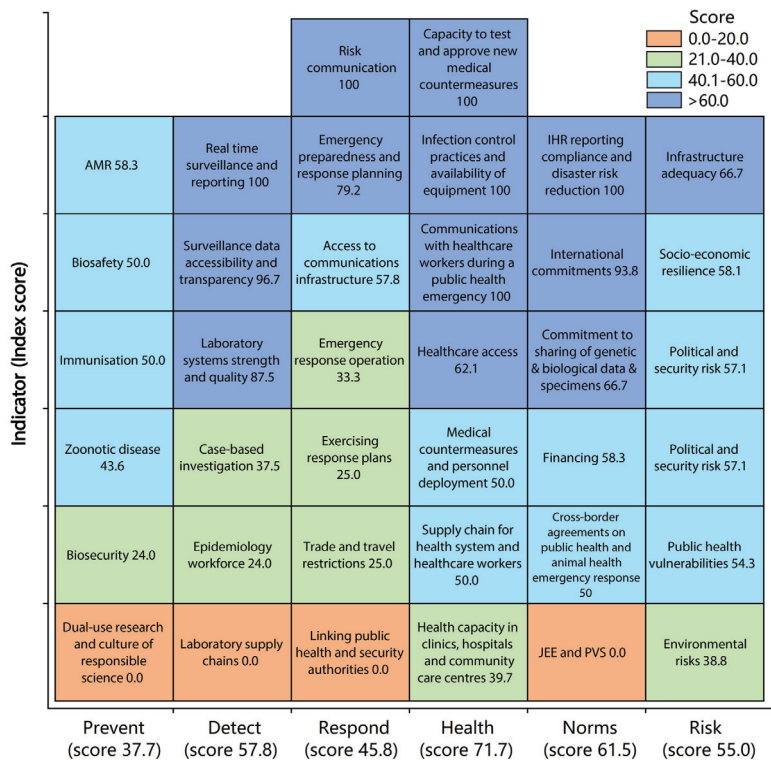 Score
0.0-20.0
21.0-40.0
40.1-60.0
>60.0
Indicator (Index score)
Risk
communication
100
Capacity to test
and approve new
medical
countermeasures
100
AMR 58.3
Real time
surveillance and
reporting 100
Emergency
preparedness and
response planning
79.2
Infection control
practices and
availability of
equipment 100
IHR reporting
compliance and
disaster risk
reduction 100
Infrastructure
adequacy 66.7
Biosafety 50.0
Surveillance data
accessibility and
transparency 96.7
Access to
communications
infrastructure 57.8
Communications
with healthcare
workers during a
public health
emergency 100
International
commitments 93.8
Socio-economic
resilience 58.1
Immunisation 50.0
Laboratory
systems strength
and quality 87.5
Emergency
response operation
33.3
Healthcare access
62.1
Commitment to
sharing of genetic
& biological data &
specimens 66.7
Political and
security risk 57.1
Zoonotic disease
43.6
Case-based
investigation 37.5
Exercising
response plans
25.0
Medical
countermeasures
and personnel
deployment 50.0
Financing 58.3
Political and
security risk 57.1
Biosecurity 24.0
Epidemiology
workforce 24.0
Trade and travel
restrictions 25.0
Supply chain for
health system and
healthcare workers
50.0
Cross-border
agreements on
public health and
animal health
emergency response
50
Public health
vulnerabilities 54.3
Dual-use research
and culture of
responsible
science 0.0
Laboratory supply
chains 0.0
Linking public
health and security
authorities 0.0
Health capacity in
clinics, hospitals
and community
care centres 39.7
JEE and PVS 0.0
Environmental
risks 38.8
Prevent
(score 37.7)
Detect
(score 57.8)
Respond
(score 45.8)
Health
(score 71.7)
Norms
(score 61.5)
Risk
(score 55.0)